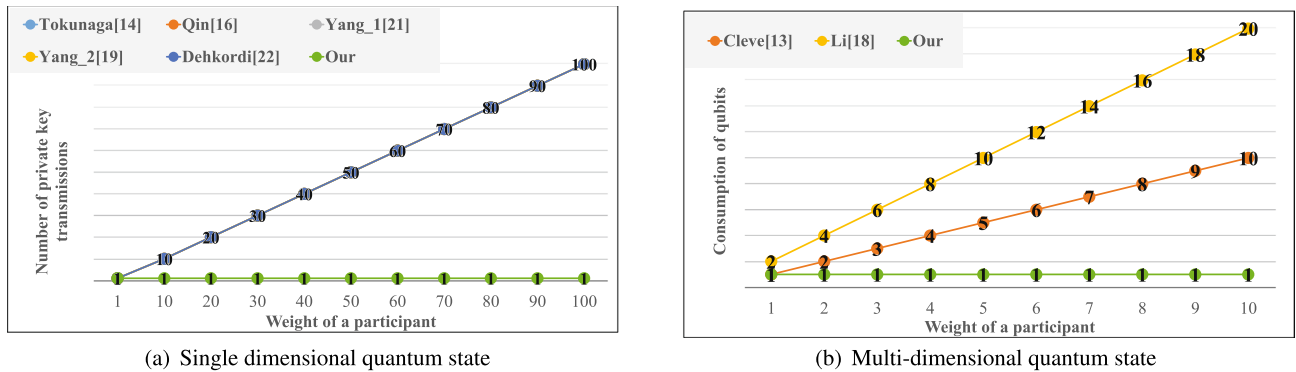 Tokunaga[14] Qin[16] Yang_1[21]
Yang_2[19] Dehkordi[22] Our
Number of private key
transmissions
1 10 20 30 40 50 60 70 80 90 100
1 1 1 1 1 1 1 1 1 1 1
1 10 20 30 40 50 60 70 80 90 100
Weight of a participant
(a) Single dimensional quantum state
Cleve[13] Li[18] Our
Consumption of qubits
2 4 6 8 10 12 14 16 18 20
2 3 4 5 6 7 8 9 10
1 1 1 1 1 1 1 1 1 1
1 2 3 4 5 6 7 8 9 10
Weight of a participant
(b) Multi-dimensional quantum state